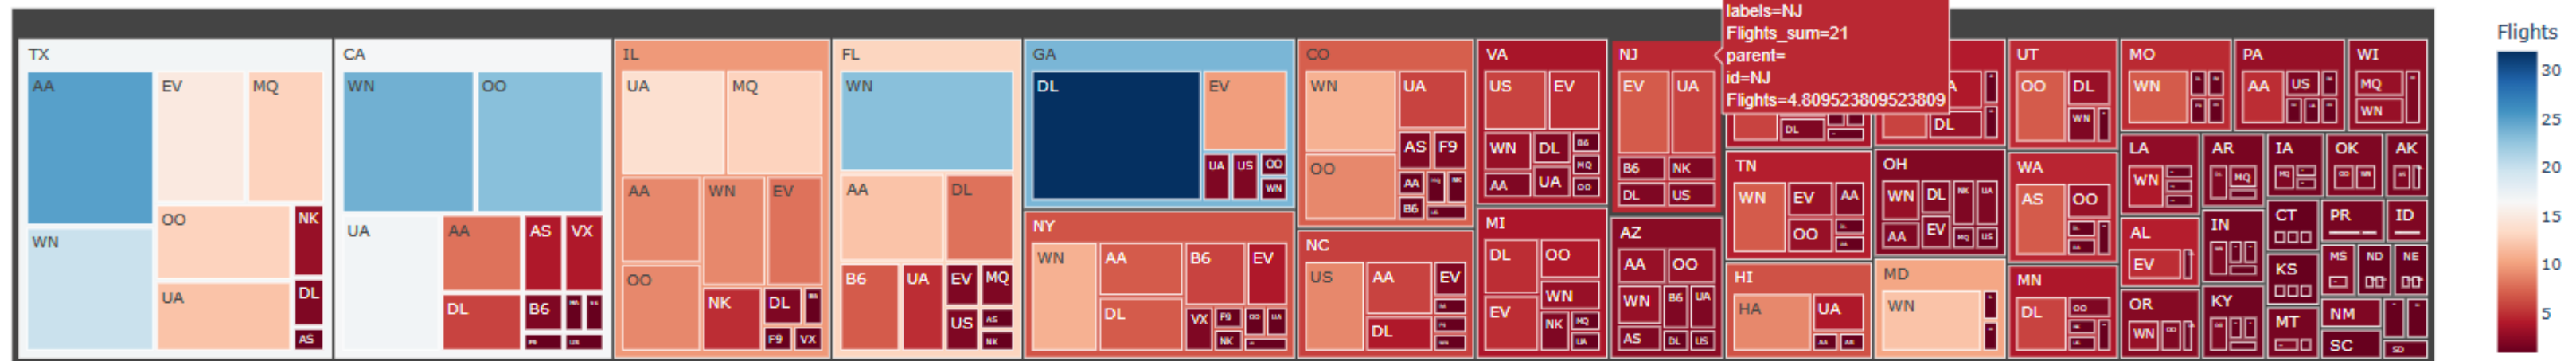 labels=NJ
Flights_sum=21
parent=
id=NJ
Flights=4.809523809523809
Flights
30
25
20
15
10
5
TX
AA
EV
MQ
WN
OO
NK
UA
DL
AS
CA
WN
OO
UA
AA
AS
VX
DL
B6
IL
UA
MQ
AA
WN
EV
OO
NK
DL
F9
VX
FL
WN
AA
DL
B6
UA
EV
MQ
US
AS
NK
GA
DL
EV
UA
US
OO
WN
NY
WN
AA
B6
EV
DL
VX
F9
OO
UA
NK
CO
WN
UA
OO
AS
F9
AA
B6
NC
US
AA
EV
DL
VA
US
EV
WN
DL
B6
MQ
AA
UA
OO
MI
DL
OO
EV
WN
NK
MQ
UA
NJ
EV
UA
B6
NK
DL
US
AZ
AA
OO
WN
B6
UA
AS
DL
US
DL
TN
WN
EV
AA
OO
HI
HA
UA
A
DL
OH
WN
DL
NK
UA
AA
EV
MQ
US
MD
WN
UT
OO
DL
WN
WA
AS
OO
MN
DL
OO
MO
WN
PA
AA
US
WI
MQ
WN
LA
WN
AR
MQ
IA
MQ
OK
OO
WN
AK
AL
EV
IN
CT
PR
ID
KS
MS
ND
NE
OR
WN
OO
KY
MT
NM
SC
SD